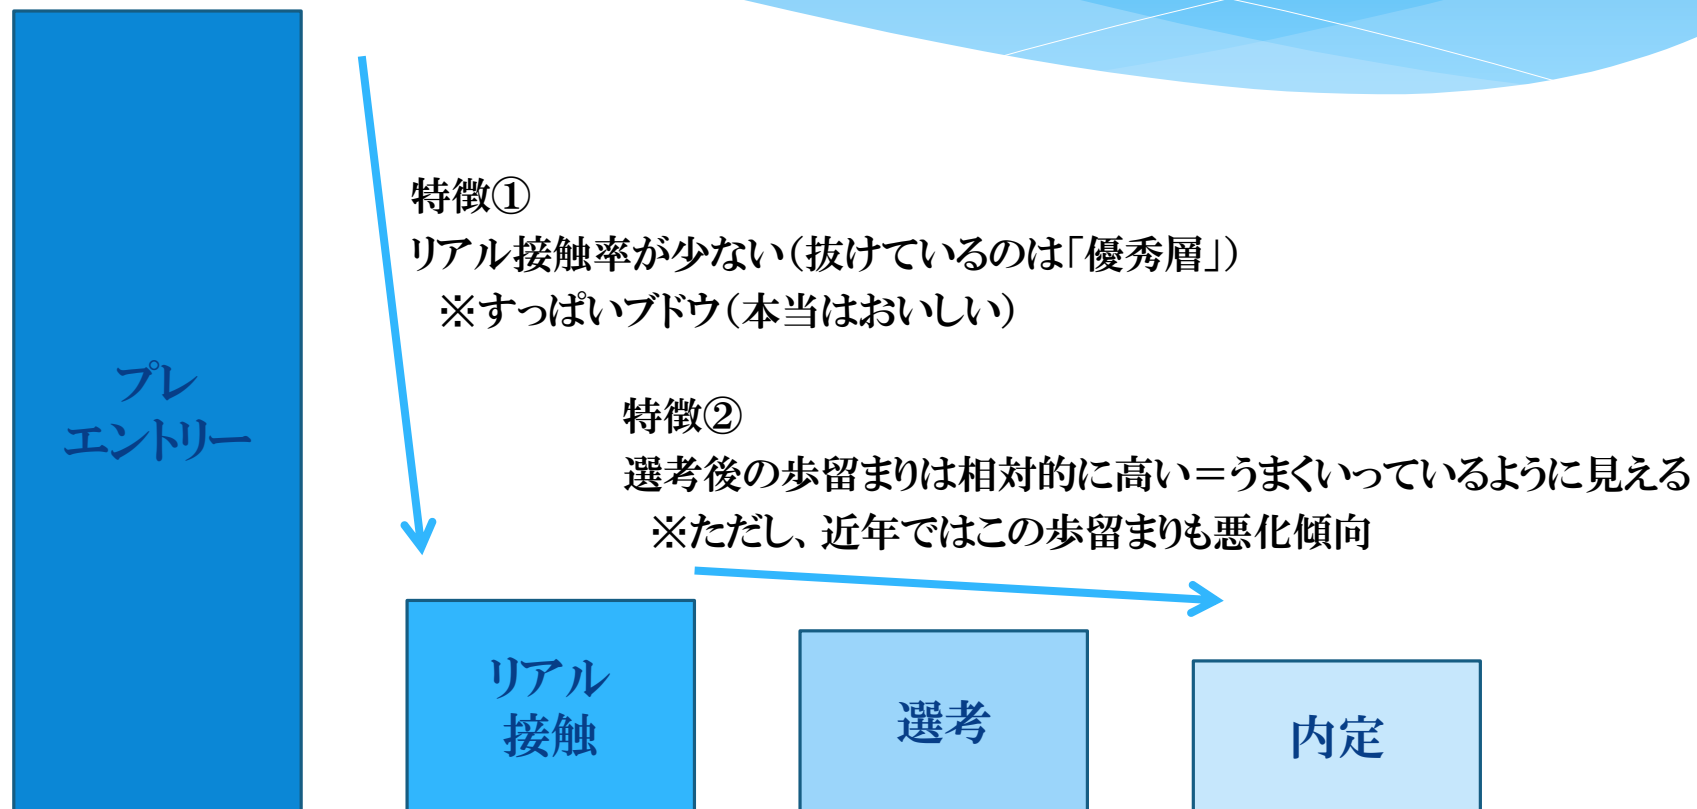 プレ
エントリー
特徴①
リアル接触率が少ない（抜けているのは「優秀層」）
※すっぱいブドウ（本当はおいしい）
特徴②
選考後の歩留まりは相対的に高い＝うまくいっているように見える
※ただし、近年ではこの歩留まりも悪化傾向
リアル
接触
選考
内定